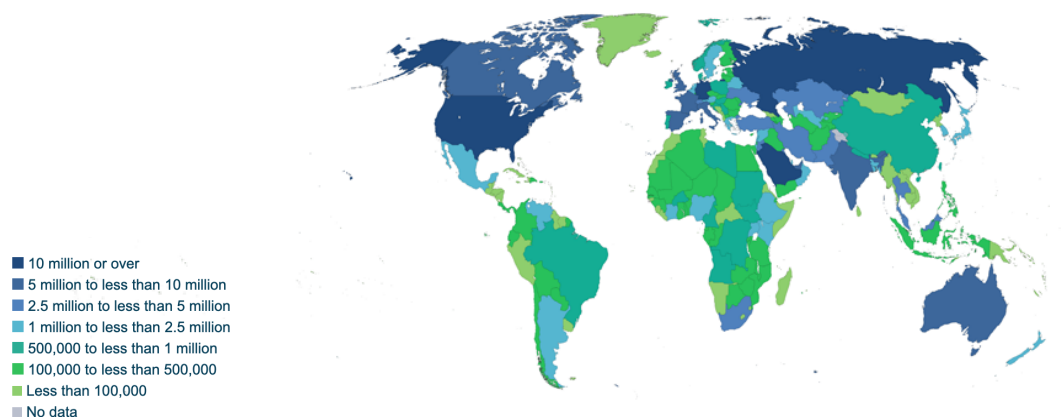 10 million or over
5 million to less than 10 million
2.5 million to less than 5 million
1 million to less than 2.5 million
500,000 to less than 1 million
100,000 to less than 500,000
Less than 100,000
No data